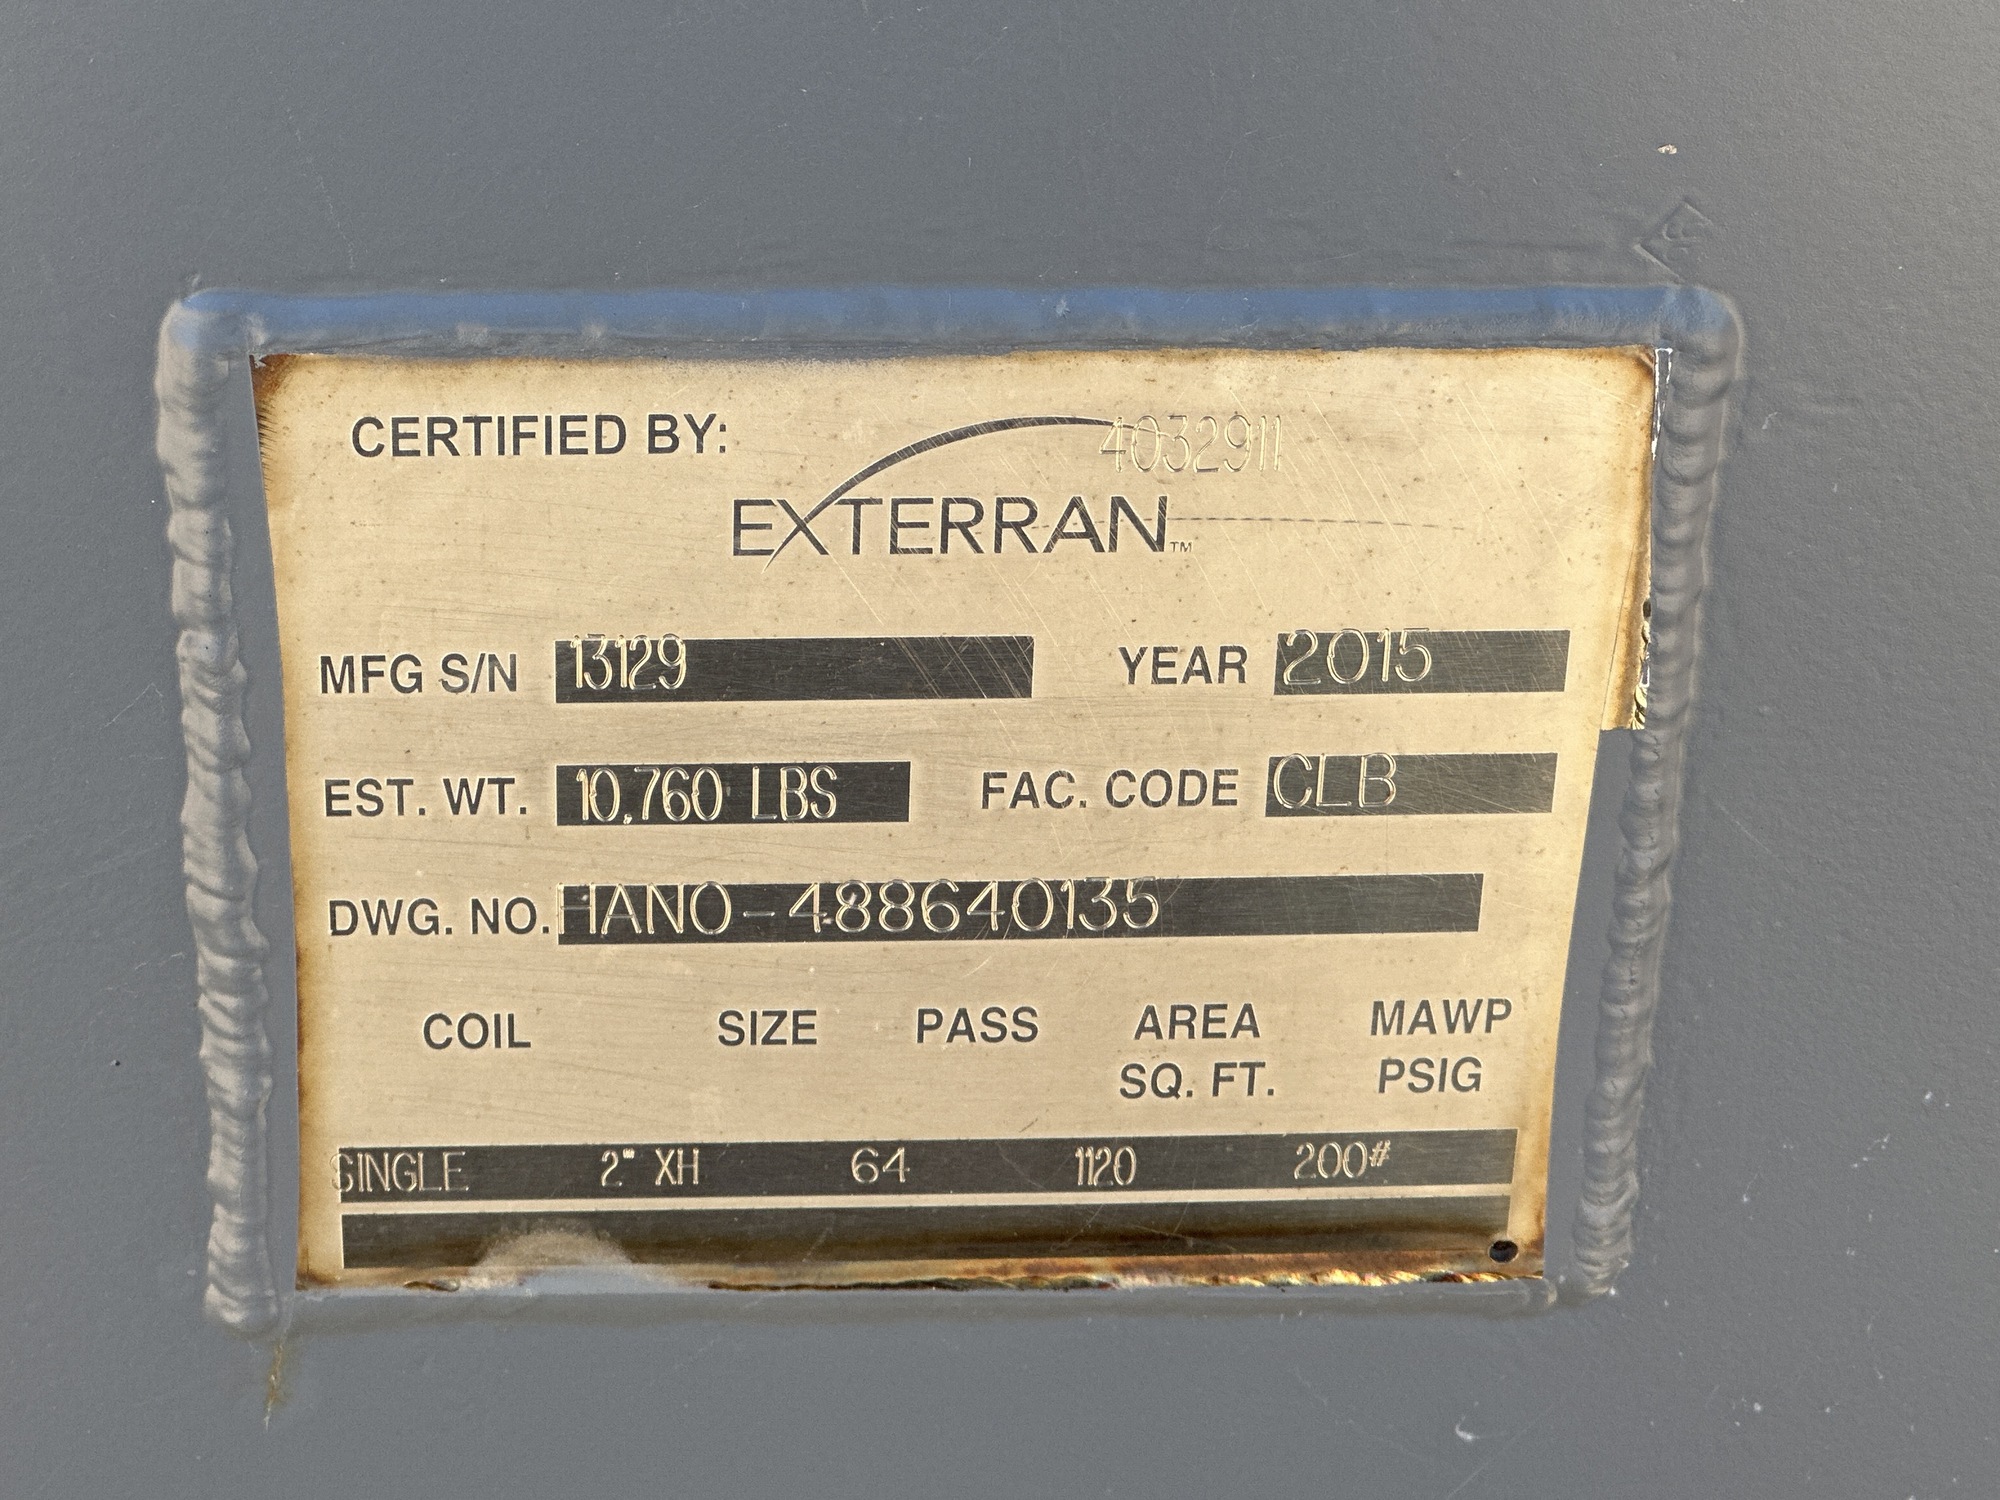 CERTIFIED BY:
4032911
EXTERRAN™
MFG S/N 13129 YEAR 2015
EST. WT. 10,760 LBS FAC. CODE CLB
DWG. NO. HANO-488640135
COIL SIZE PASS AREA SQ. FT. MAWP PSIG
SINGLE 2" XH 64 1120 200#